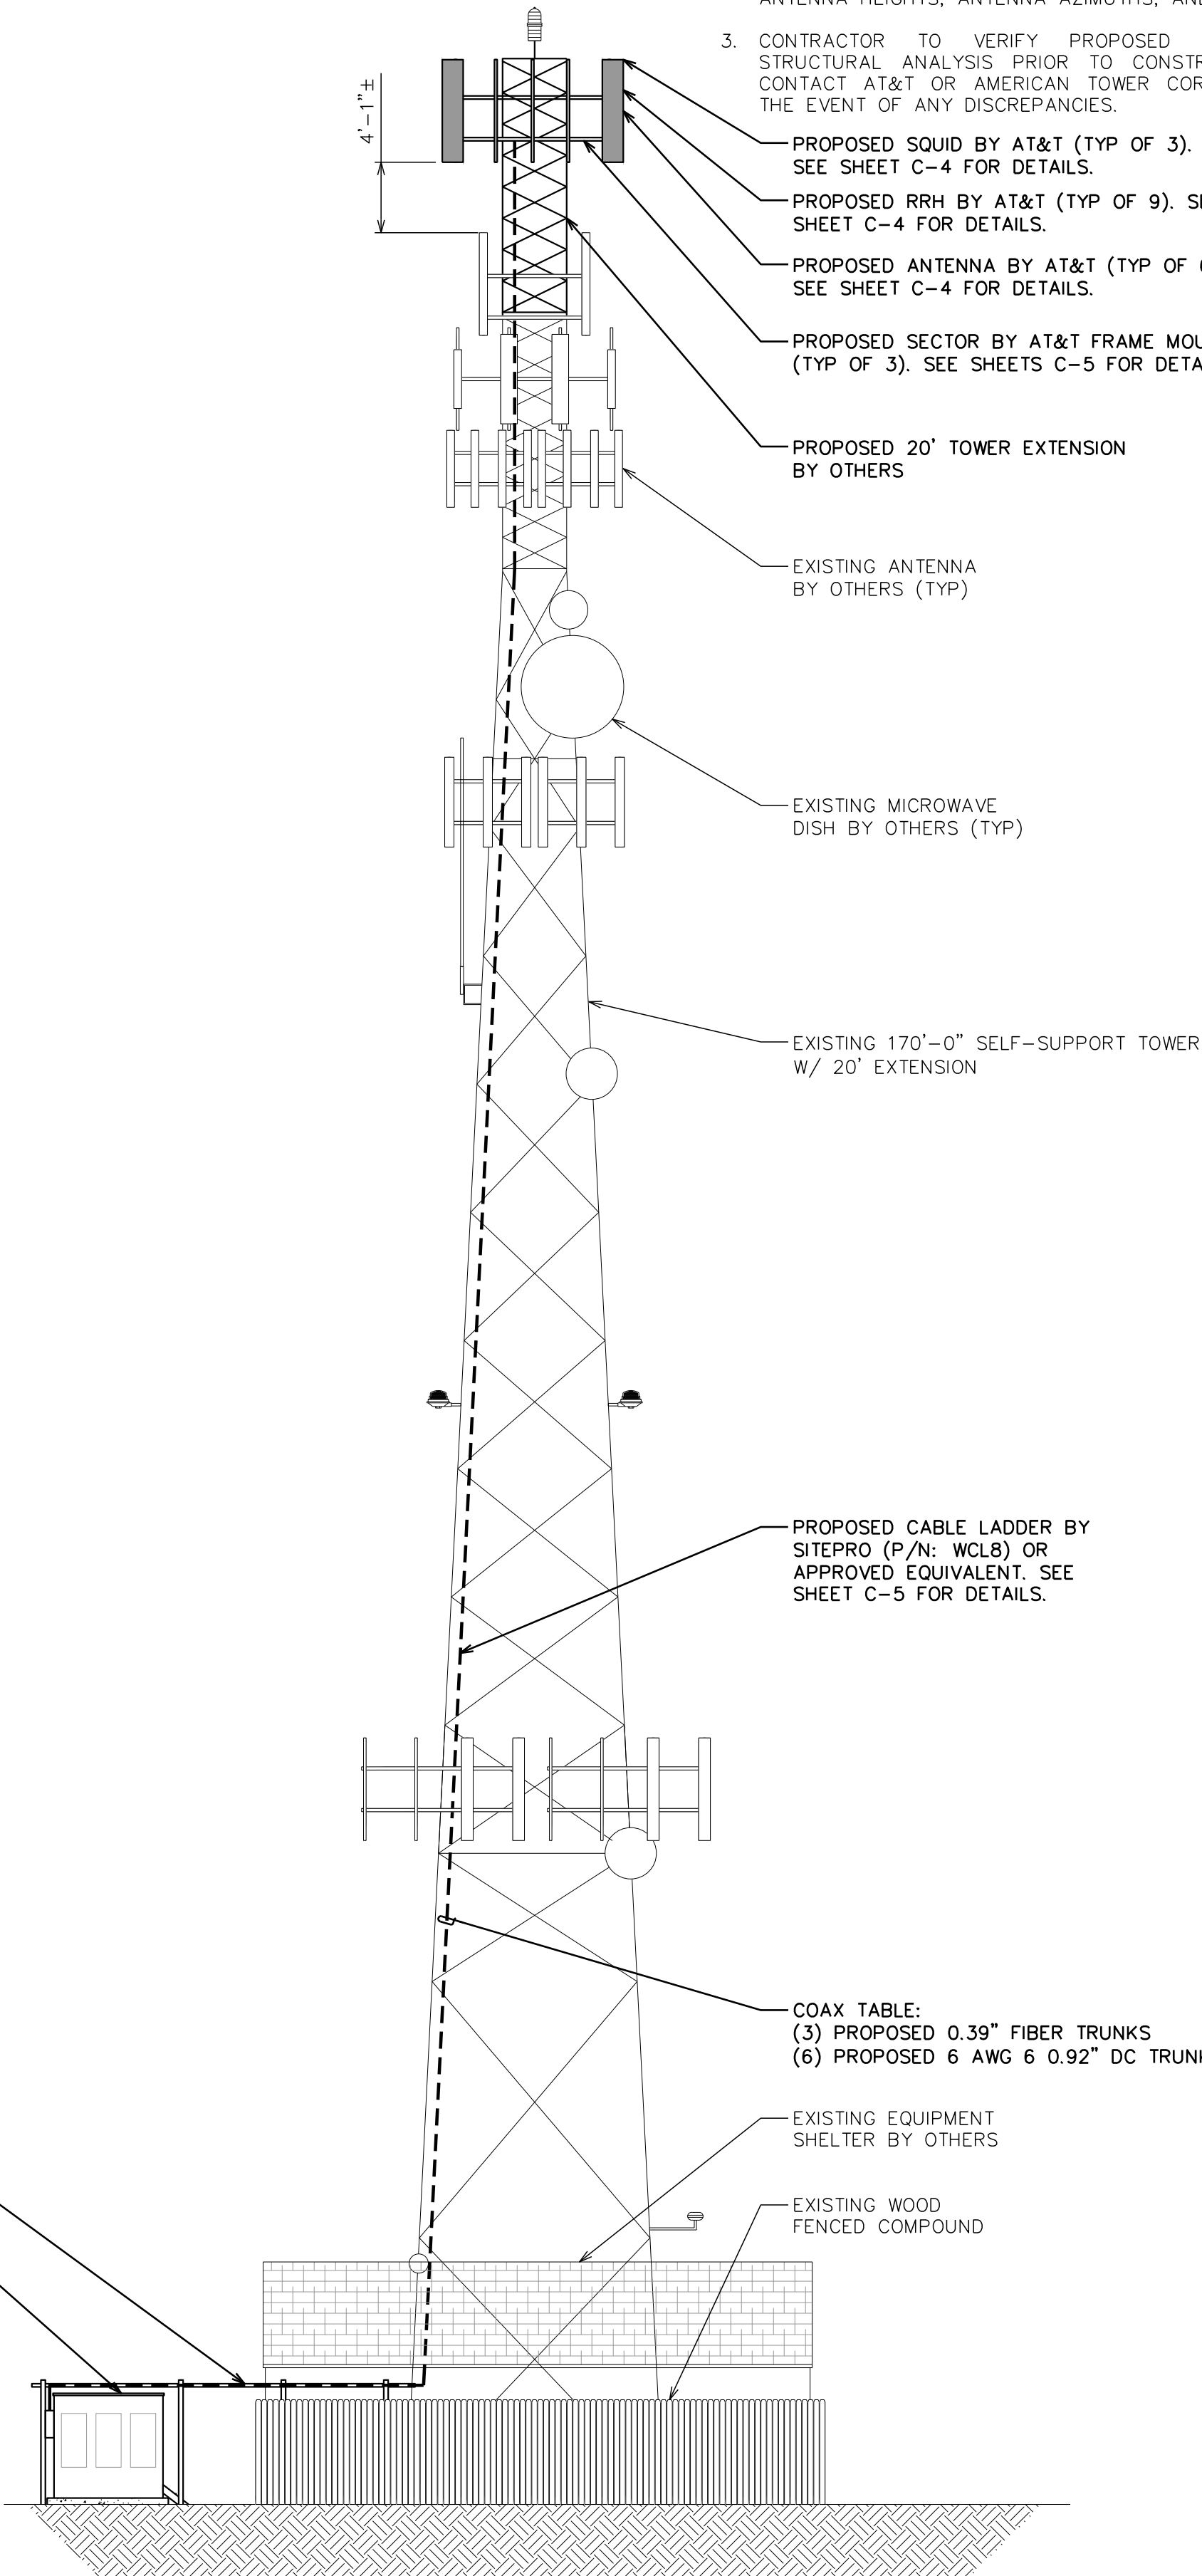 ANTENNA HEIGHTS, ANTENNA AZIMUTHS, AND
3. CONTRACTOR TO VERIFY PROPOSED
STRUCTURAL ANALYSIS PRIOR TO
CONTACT AT&T OR AMERICAN TOWER
THE EVENT OF ANY DISCREPANCIES.
4'-1"±
PROPOSED SQUID BY AT&T (TYP OF 3).
SEE SHEET C-4 FOR DETAILS.
PROPOSED RRH BY AT&T (TYP OF 9).
SHEET C-4 FOR DETAILS.
PROPOSED ANTENNA BY AT&T (TYP OF
SEE SHEET C-4 FOR DETAILS.
PROPOSED SECTOR BY AT&T FRAME
(TYP OF 3). SEE SHEETS C-5 FOR
PROPOSED 20' TOWER EXTENSION
BY OTHERS
EXISTING ANTENNA
BY OTHERS (TYP)
EXISTING MICROWAVE
DISH BY OTHERS (TYP)
EXISTING 170'-0" SELF-SUPPORT TOWER
W/ 20' EXTENSION
PROPOSED CABLE LADDER BY
SITEPRO (P/N: WCL8) OR
APPROVED EQUIVALENT. SEE
SHEET C-5 FOR DETAILS.
COAX TABLE:
(3) PROPOSED 0.39" FIBER TRUNKS
(6) PROPOSED 6 AWG 6 0.92" DC
EXISTING EQUIPMENT
SHELTER BY OTHERS
EXISTING WOOD
FENCED COMPOUND